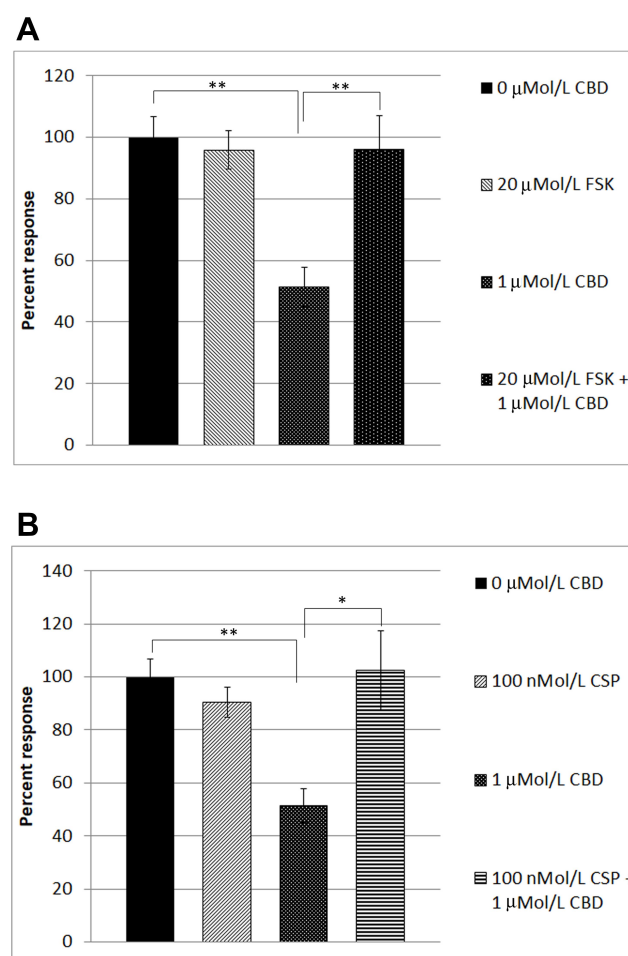 A
120
100
80
60
40
20
0
Percent response
**
**
0 μMol/L CBD
20 μMol/L FSK
1 μMol/L CBD
20 μMol/L FSK +
1 μMol/L CBD
B
140
120
100
80
60
40
20
0
Percent response
**
*
0 μMol/L CBD
100 nMol/L CSP
1 μMol/L CBD
100 nMol/L CSP
1 μMol/L CBD